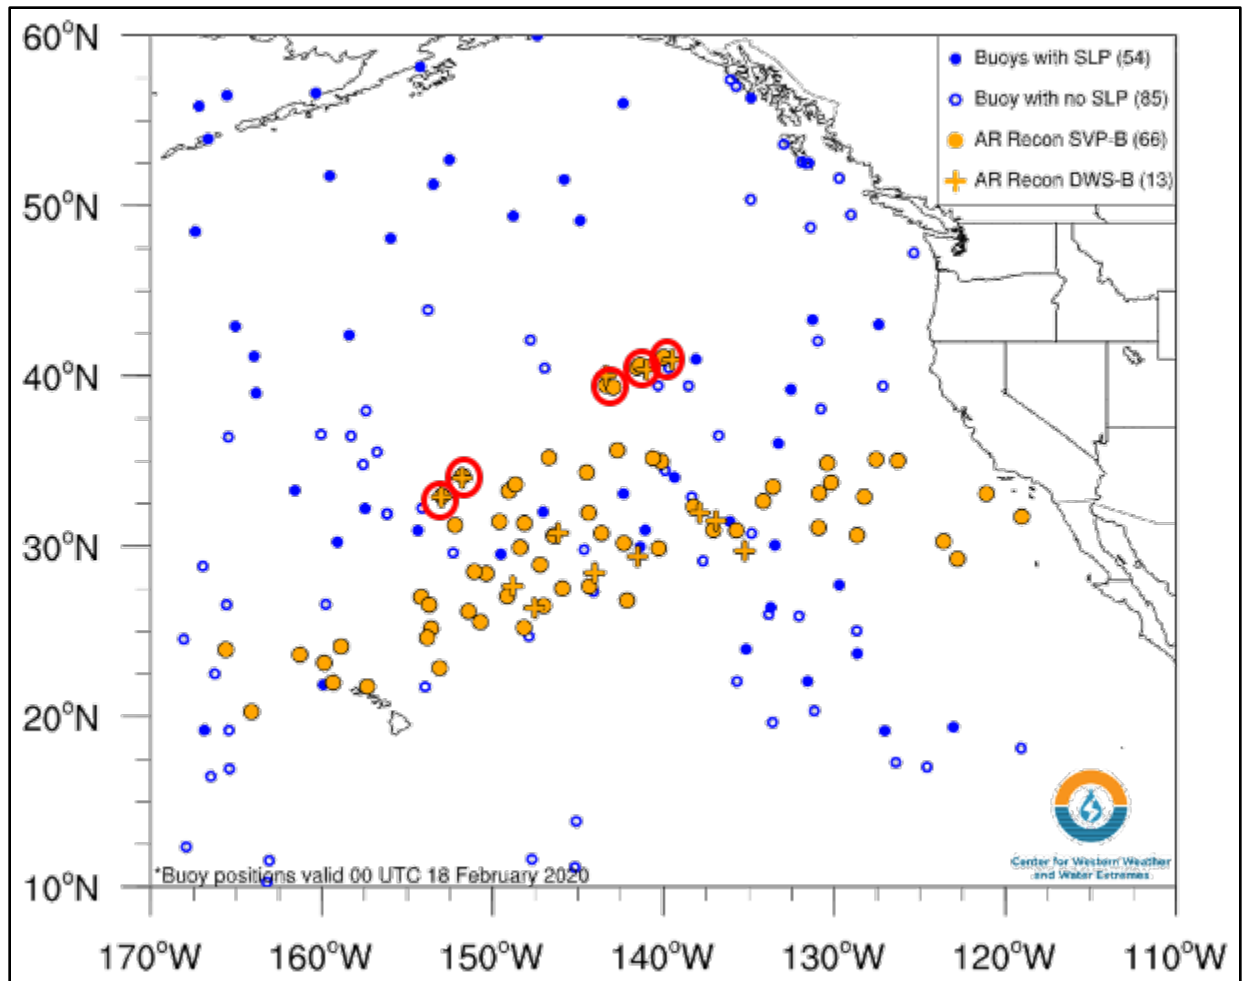 60°N
50°N
40°N
30°N
20°N
10°N
Buoys with SLP (54)
Buoy with no SLP (85)
AR Recon SVP-B (66)
AR Recon DWS-B (13)
*Buoy positions valid 00 UTC 18 February 2020
Center for Western Weather
and Water Extremes
170°W 160°W 150°W 140°W 130°W 120°W 110°W